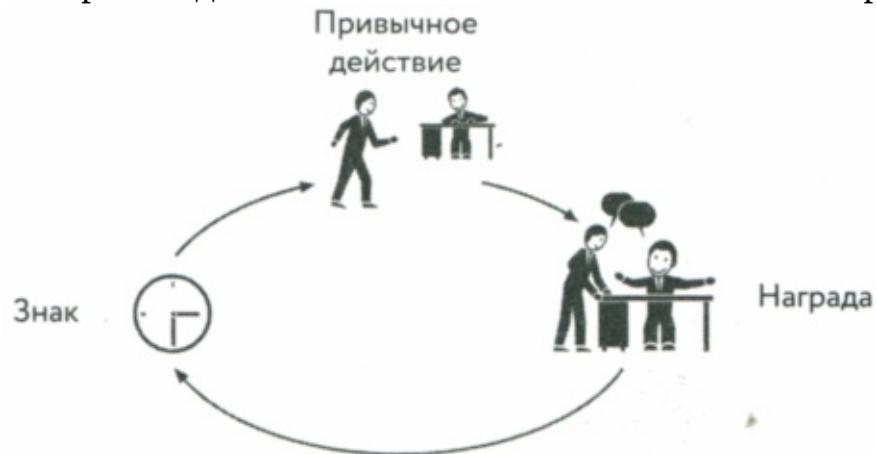 Привычное
действие
Знак
Награда